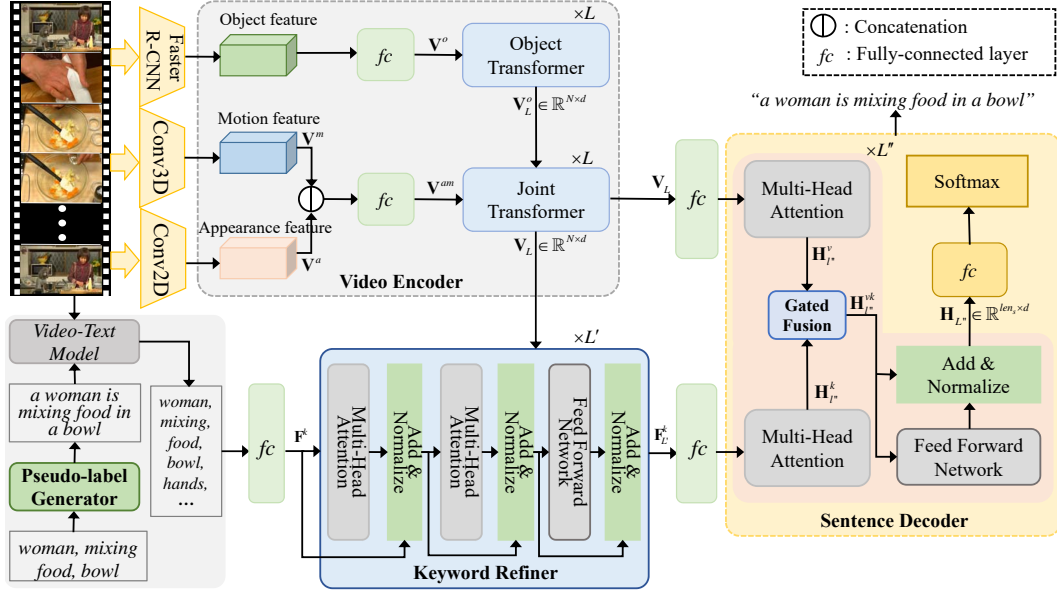 Faster
R-CNN
Conv3D
Conv2D
Object feature
fc
V^o
×L
Object
Transformer
V_L^o ∈ ℝ^{N×d}
Motion feature
V^m
fc
V^{am}
×L
Joint
Transformer
Appearance feature
V^a
V_L ∈ ℝ^{N×d}
Video Encoder
: Concatenation
fc : Fully-connected layer
"a woman is mixing food in a bowl"
V_L
fc
×L″
Multi-Head
Attention
H_{l″}^v
Gated
Fusion
H_{l″}^{vk}
H_{l″}^k
Multi-Head
Attention
Softmax
fc
H_{L″} ∈ ℝ^{len_s×d}
Add &
Normalize
Feed Forward
Network
Sentence Decoder
Video-Text
Model
a woman is
mixing food in
a bowl
Pseudo-label
Generator
woman, mixing
food, bowl
woman,
mixing,
food,
bowl,
hands,
...
fc
F^k
×L′
Multi-Head
Attention
Add &
Normalize
Multi-Head
Attention
Add &
Normalize
Feed Forward
Network
Add &
Normalize
Keyword Refiner
F_{L′}^k
fc